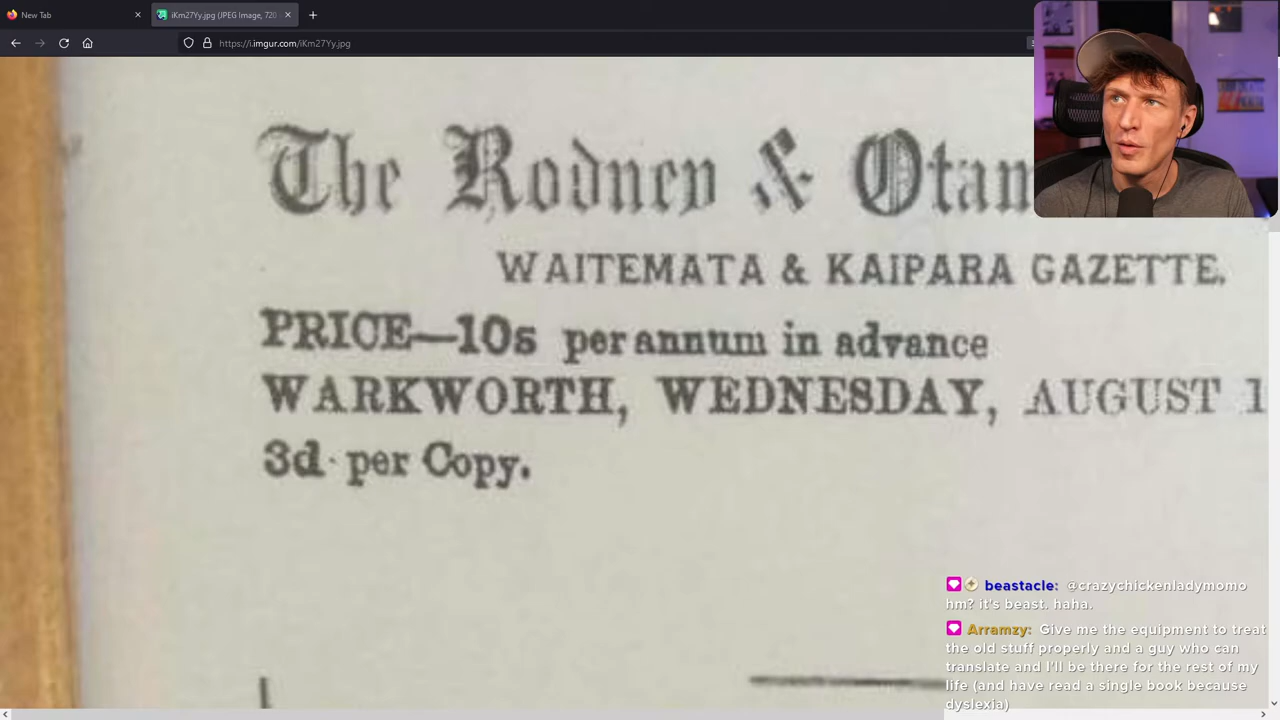 New Tab
iKm27Yy.jpg (JPEG Image, 720
https://i.imgur.com/iKm27Yy.jpg
The Rodney & Otam
WAITEMATA & KAIPARA GAZETTE.
PRICE—10s per annum in advance
WARKWORTH, WEDNESDAY, AUGUST 1
3d per Copy.
beastacle: @crazychickenladymomo
hm? it's beast. haha.
Arramzy: Give me the equipment to treat
the old stuff properly and a guy who can
translate and I'll be there for the rest of my
life (and have read a single book because
dyslexia)